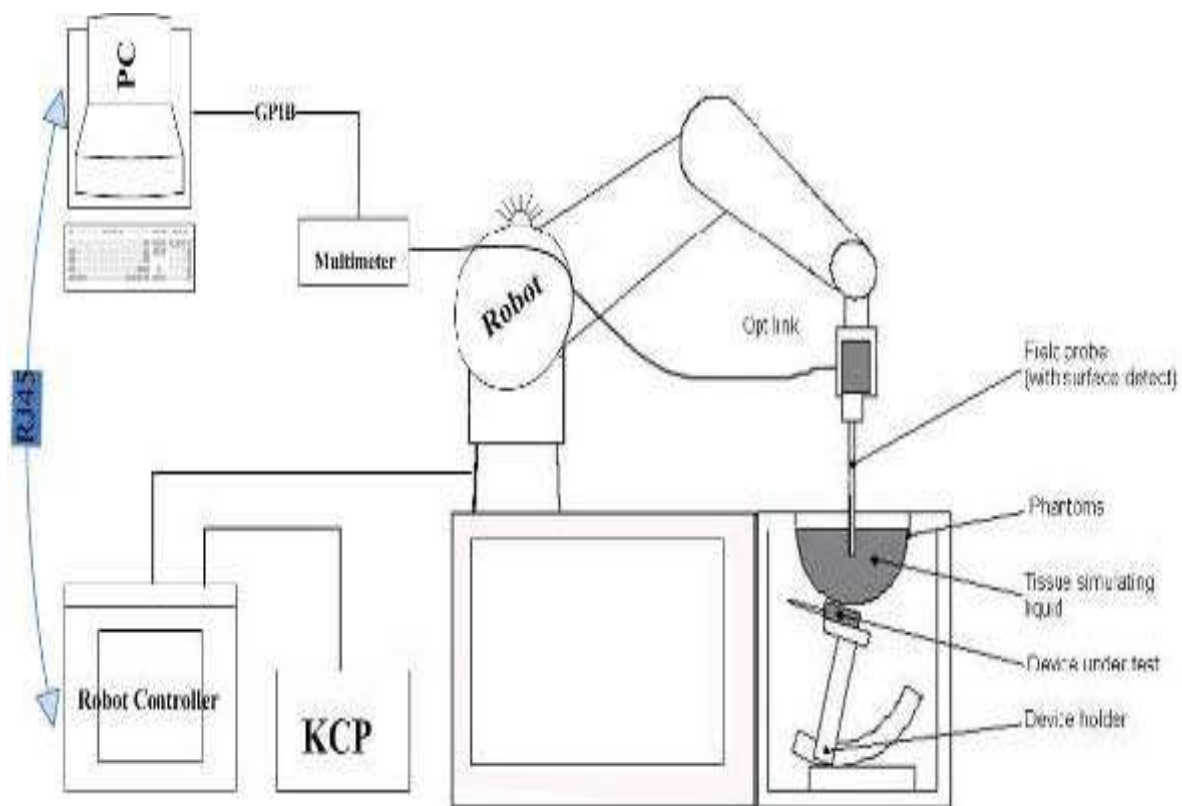 PC
GPIB
Multimeter
Robot
Opt link
Field probe
(with surface detect)
RJ45
Phantoms
Tissue simulating
liquid
Device under test
Robot Controller
KCP
Device holder